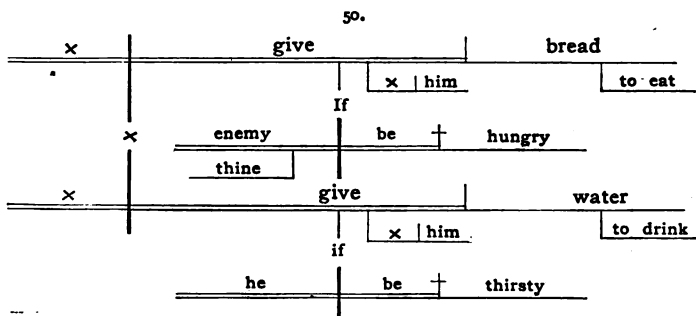 50.
× give bread
× him to eat
If
× enemy be hungry
thine
× give water
× him to drink
if
he be thirsty